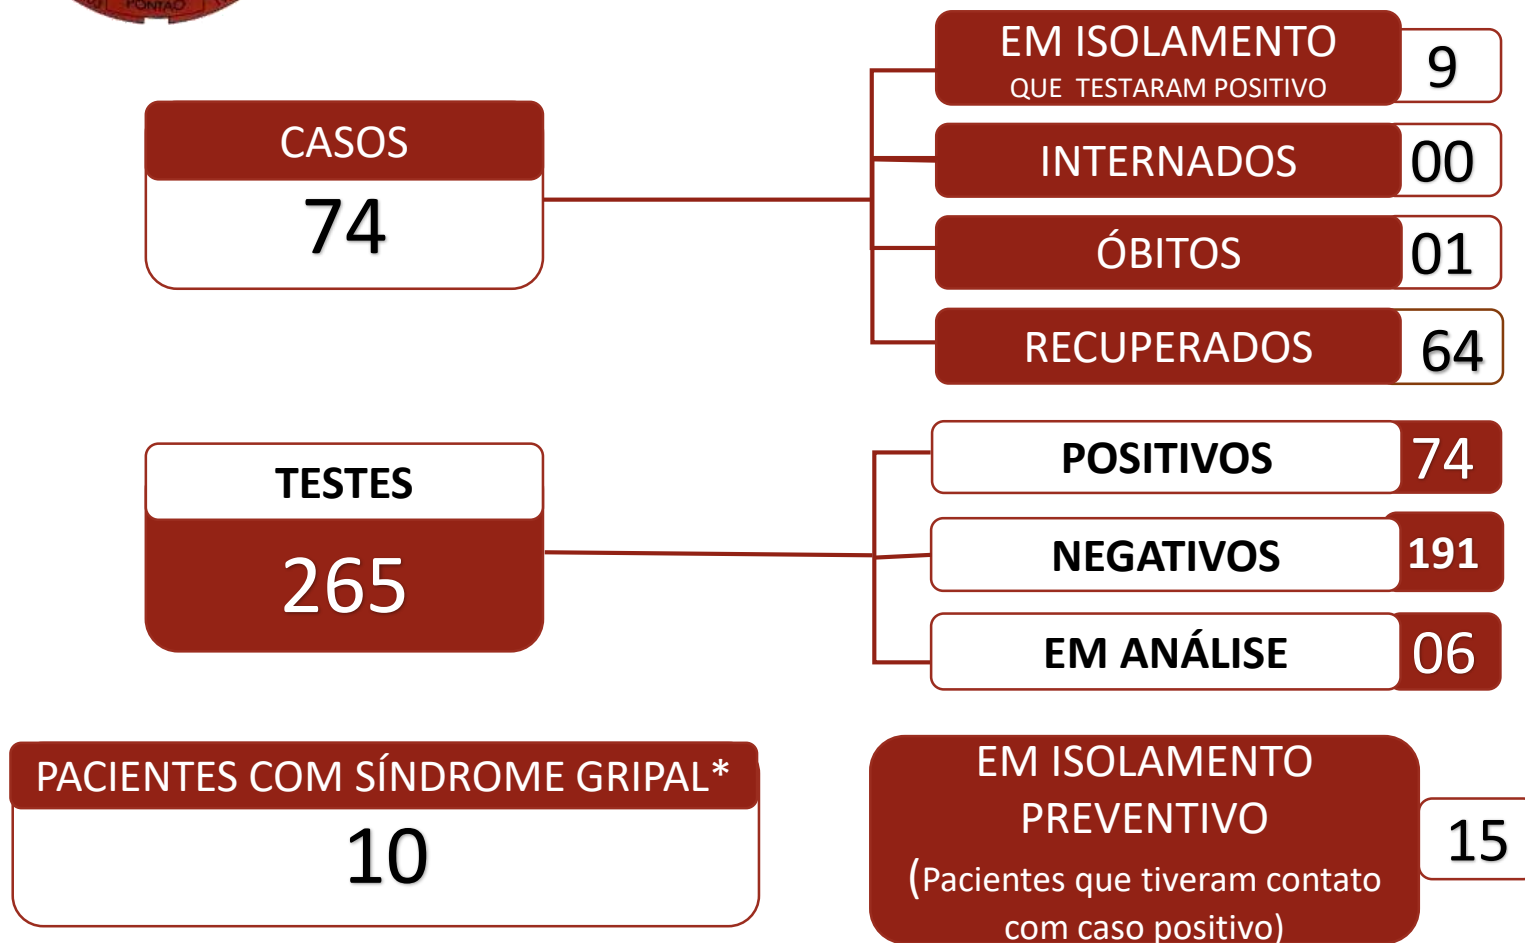 PONTÃO
EM ISOLAMENTO
QUE TESTARAM POSITIVO
9
CASOS
74
INTERNADOS
00
ÓBITOS
01
RECUPERADOS
64
TESTES
265
POSITIVOS
74
NEGATIVOS
191
EM ANÁLISE
06
PACIENTES COM SÍNDROME GRIPAL*
10
EM ISOLAMENTO
PREVENTIVO
(Pacientes que tiveram contato
com caso positivo)
15